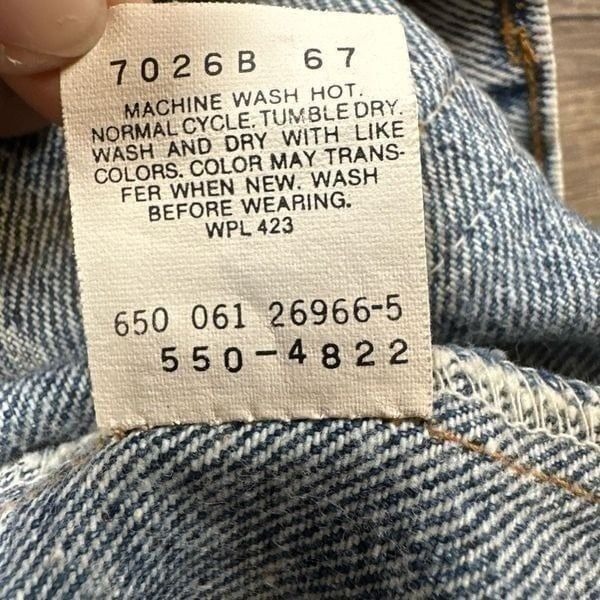 7026B 67
MACHINE WASH HOT.
NORMAL CYCLE. TUMBLE DRY.
WASH AND DRY WITH LIKE
COLORS. COLOR MAY TRANS-
FER WHEN NEW. WASH
BEFORE WEARING.
WPL 423
650 061 26966-5
550-4822